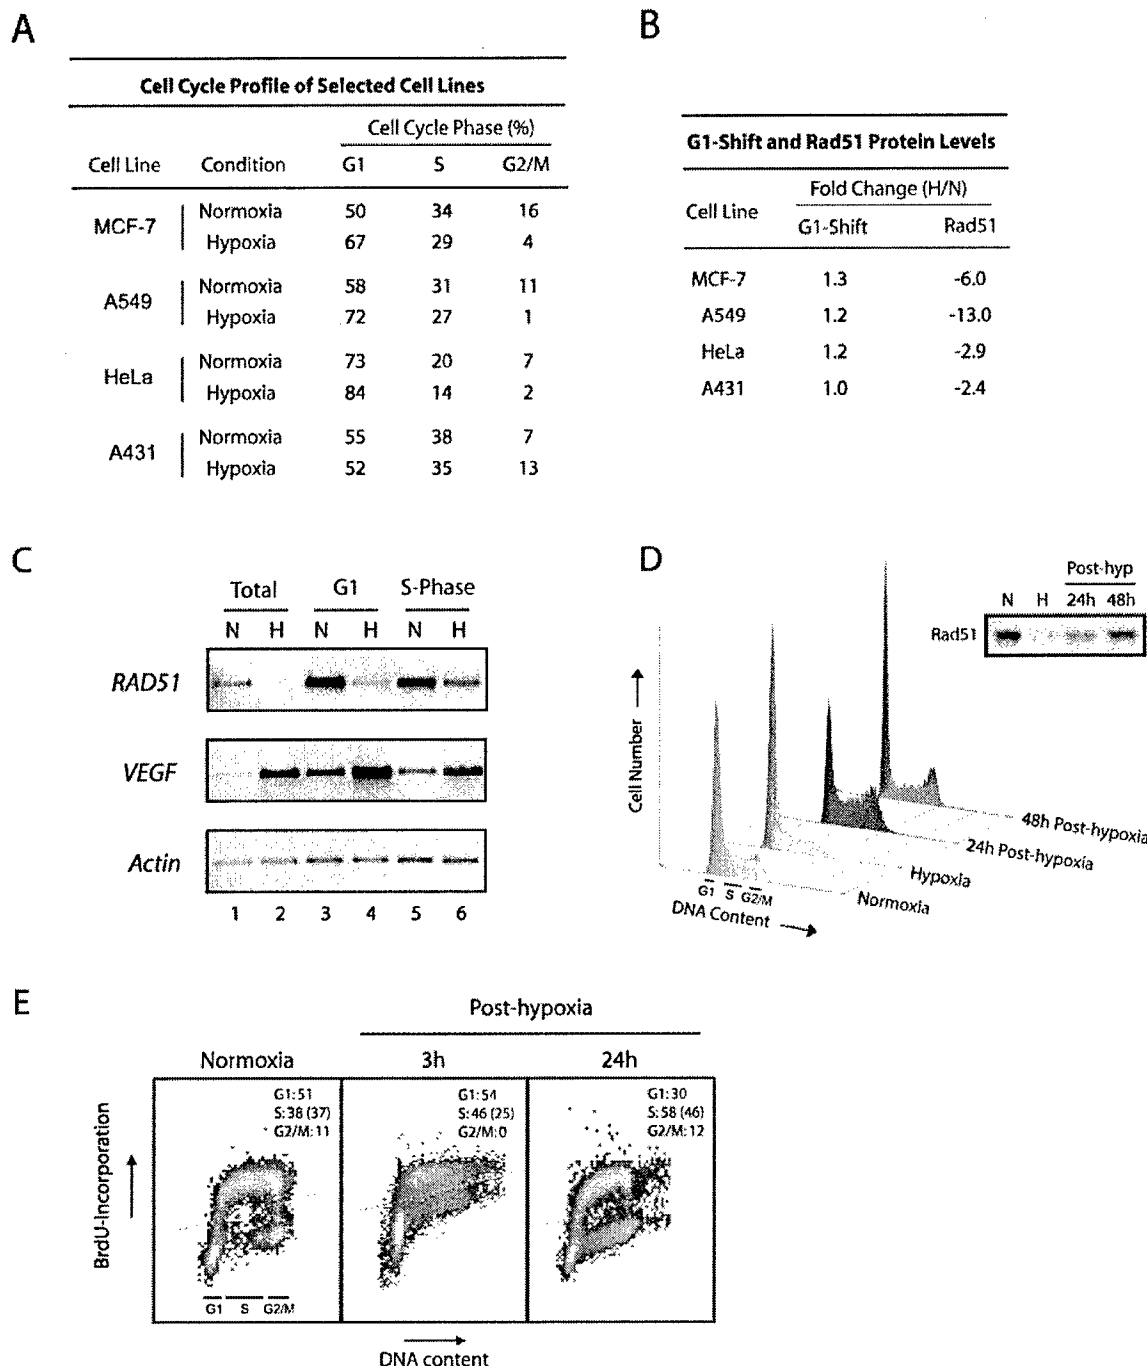 A
Cell Cycle Profile of Selected Cell Lines
Cell Cycle Phase (%)
Cell Line Condition G1 S G2/M
MCF-7 Normoxia 50 34 16
Hypoxia 67 29 4
A549 Normoxia 58 31 11
Hypoxia 72 27 1
HeLa Normoxia 73 20 7
Hypoxia 84 14 2
A431 Normoxia 55 38 7
Hypoxia 52 35 13
B
G1-Shift and Rad51 Protein Levels
Fold Change (H/N)
Cell Line G1-Shift Rad51
MCF-7 1.3 -6.0
A549 1.2 -13.0
HeLa 1.2 -2.9
A431 1.0 -2.4
C
Total G1 S-Phase
N H N H N H
RAD51
VEGF
Actin
1 2 3 4 5 6
D
Post-hyp
N H 24h 48h
Rad51
Cell Number
48h Post-hypoxia
24h Post-hypoxia
Hypoxia
Normoxia
G1 S G2/M
DNA Content
E
Post-hypoxia
Normoxia 3h 24h
G1:51
S:38 (37)
G2/M:11
G1:54
S:46 (25)
G2/M:0
G1:30
S:58 (46)
G2/M:12
BrdU-Incorporation
G1 S G2/M
DNA content